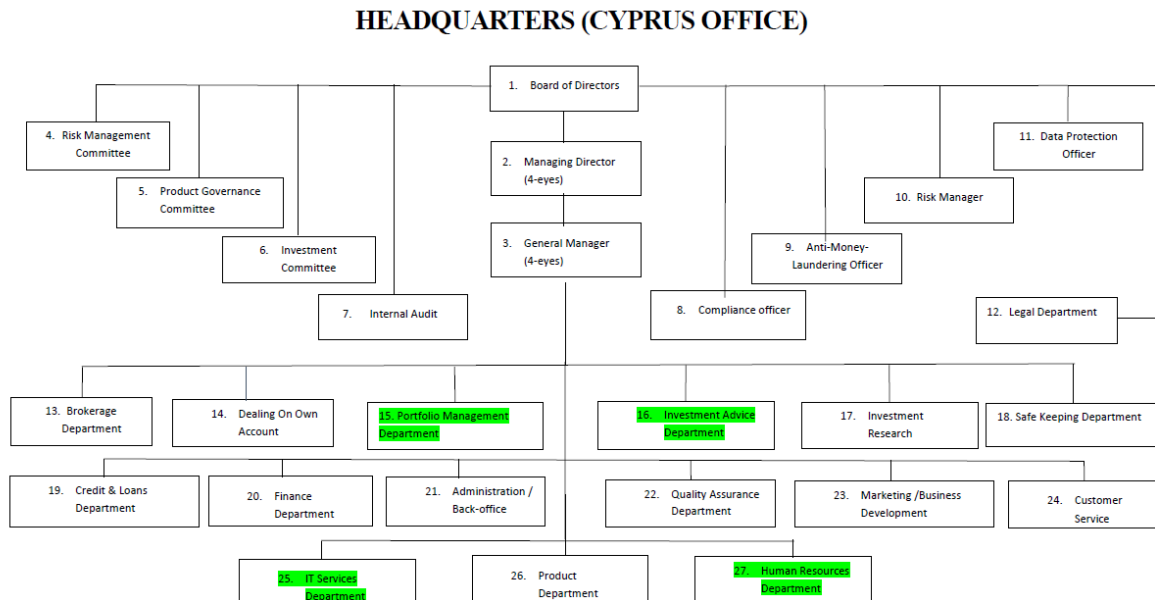 HEADQUARTERS (CYPRUS OFFICE)
1. Board of Directors
2. Managing Director
(4-eyes)
3. General Manager
(4-eyes)
4. Risk Management
Committee
5. Product Governance
Committee
6. Investment
Committee
7. Internal Audit
8. Compliance officer
9. Anti-Money-
Laundering Officer
10. Risk Manager
11. Data Protection
Officer
12. Legal Department
13. Brokerage
Department
14. Dealing On Own
Account
15. Portfolio Management
Department
16. Investment Advice
Department
17. Investment
Research
18. Safe Keeping Department
19. Credit & Loans
Department
20. Finance
Department
21. Administration /
Back-office
22. Quality Assurance
Department
23. Marketing /Business
Development
24. Customer
Service
25. IT Services
Department
26. Product
Department
27. Human Resources
Department